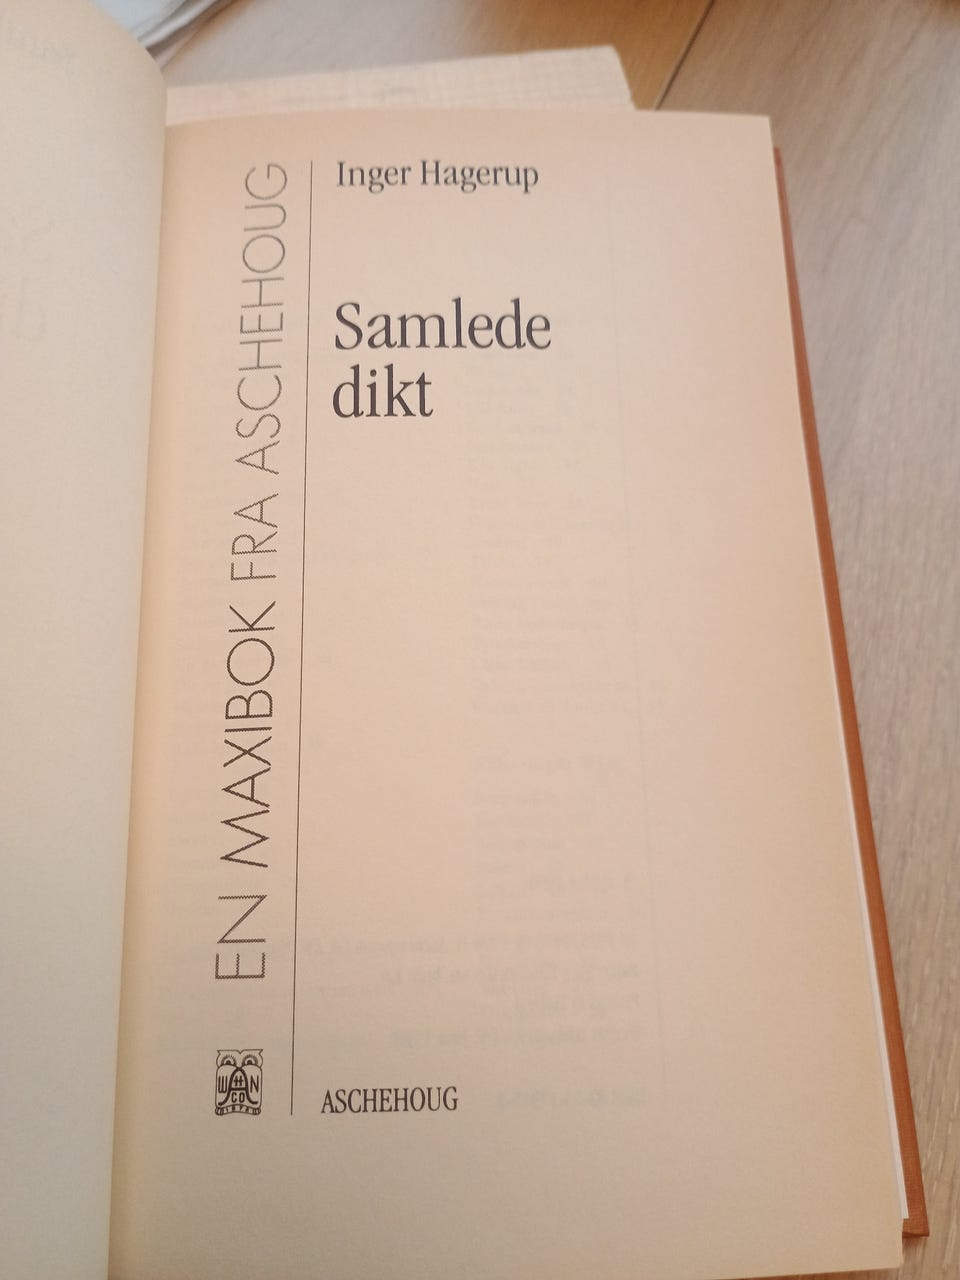 EN MAXIBOK FRA ASCHEHOUG
Inger Hagerup
Samlede
dikt
ASCHEHOUG